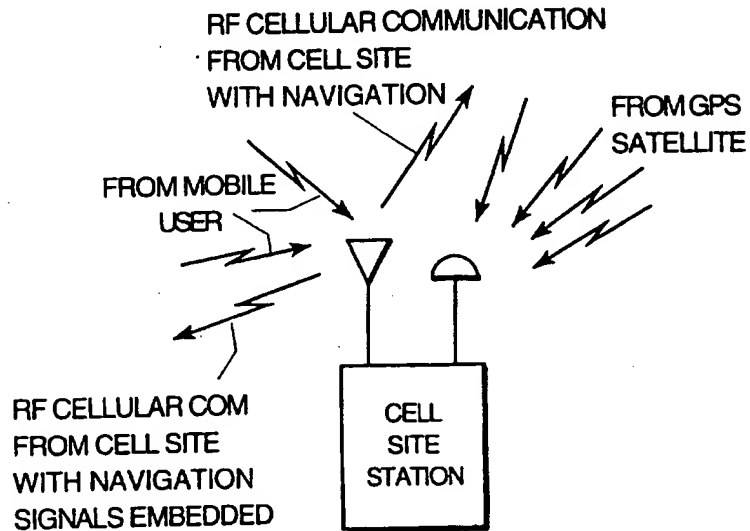 RF CELLULAR COMMUNICATION
FROM CELL SITE
WITH NAVIGATION
FROM GPS
SATELLITE
FROM MOBILE
USER
RF CELLULAR COM
FROM CELL SITE
WITH NAVIGATION
SIGNALS EMBEDDED
CELL
SITE
STATION